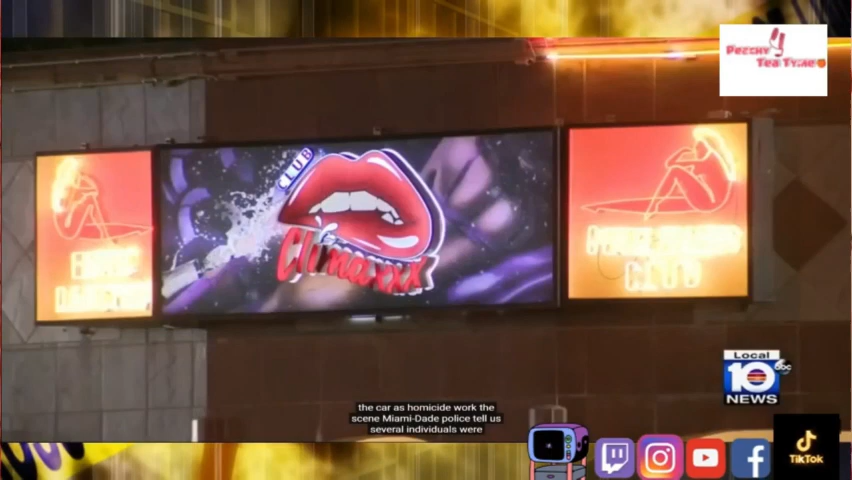 Peachy
Tea Time
CLUB
Climaxxx
Local
10
abc
NEWS
the car as homicide work the
scene Miami-Dade police tell us
several individuals were
TikTok